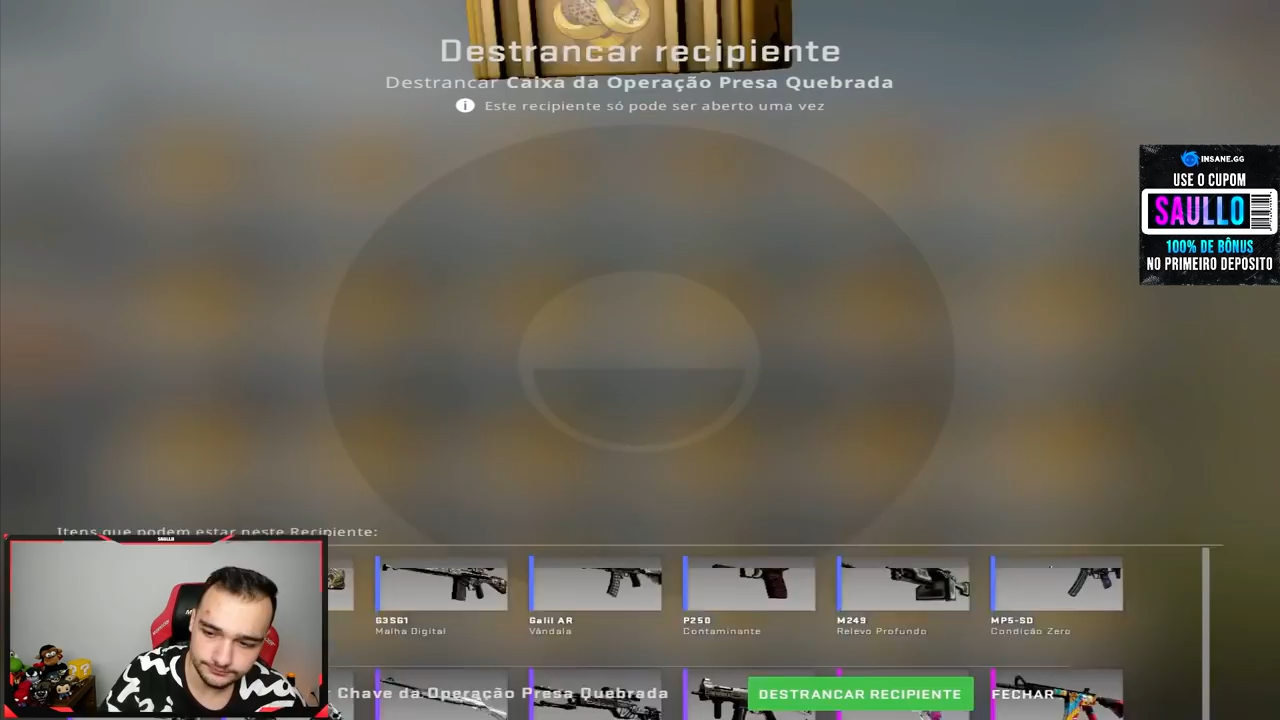 Destrancar recipiente
Destrancar Caixa da Operação Presa Quebrada
Este recipiente só pode ser aberto uma vez
INSANE.GG
USE O CUPOM
SAULLO
100% DE BÔNUS
NO PRIMEIRO DEPOSITO
Itens que podem estar neste Recipiente:
SAULLO
G3SG1
Malha Digital
Galil AR
Vândala
P250
Contaminante
M249
Relevo Profundo
MP5-SD
Condição Zero
Chave da Operação Presa Quebrada
DESTRANCAR RECIPIENTE
FECHAR